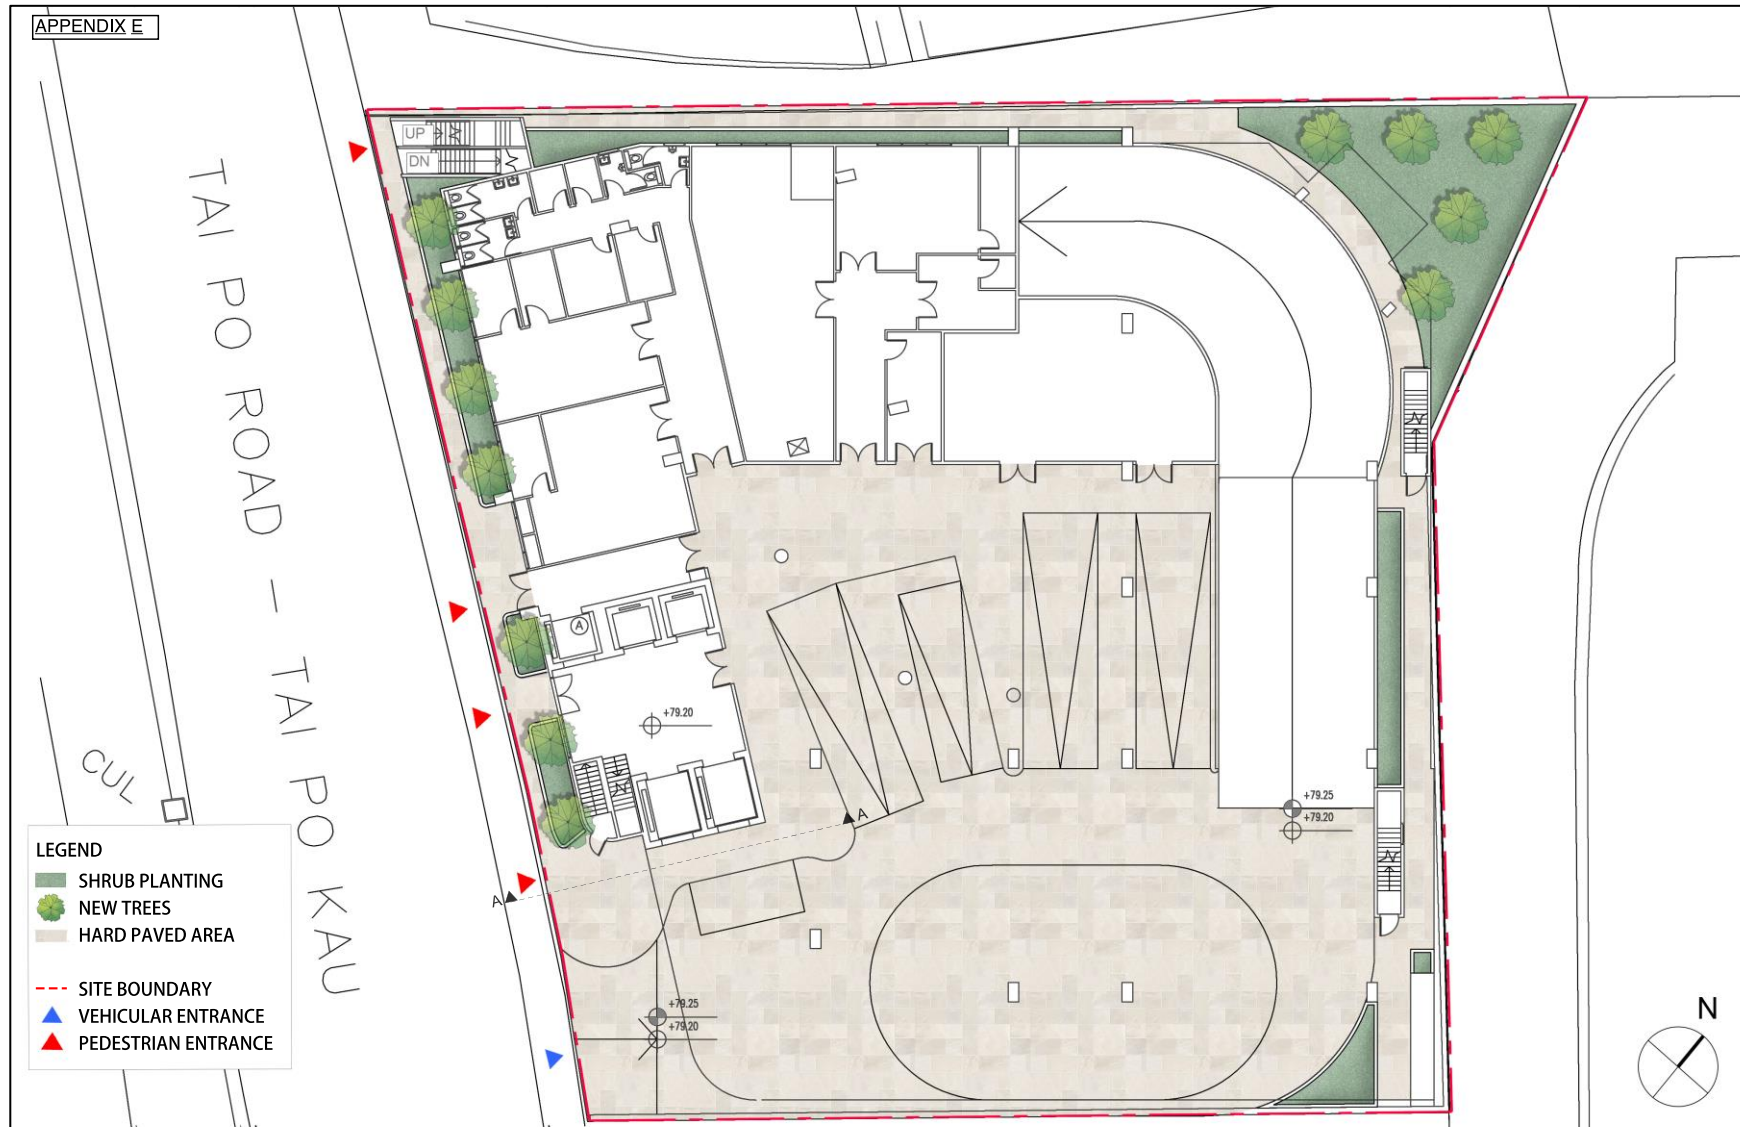 APPENDIX E
UP
DN
TAI PO ROAD – TAI PO KAU
CUL
A
+79.20
A
A
+79.25
+79.20
+79.25
+79.20
LEGEND
SHRUB PLANTING
NEW TREES
HARD PAVED AREA
SITE BOUNDARY
VEHICULAR ENTRANCE
PEDESTRIAN ENTRANCE
N